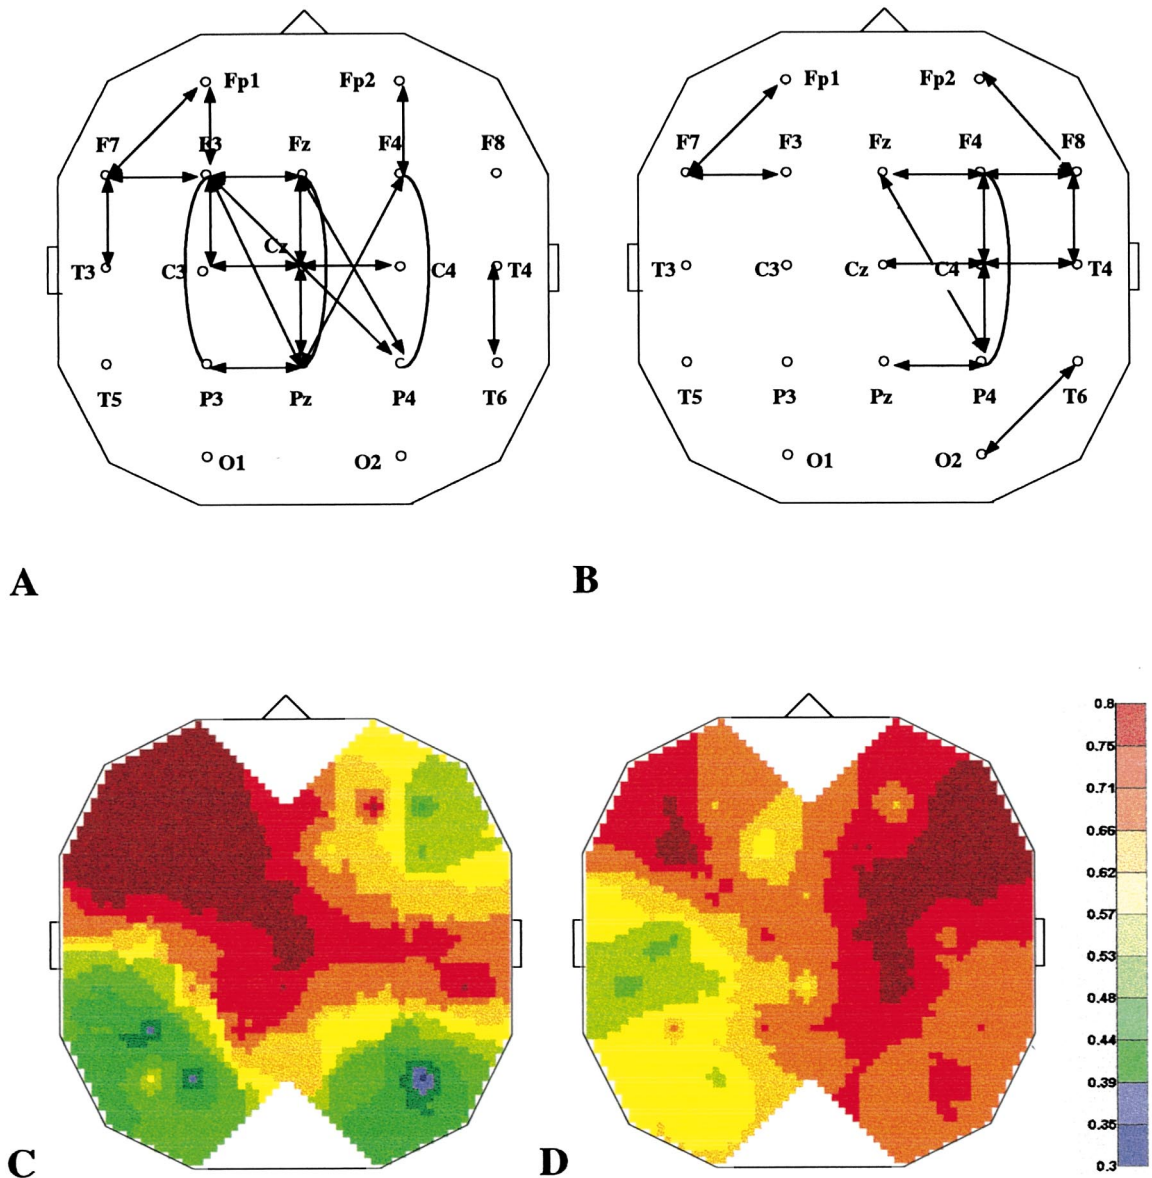 Fp1 Fp2 Fp1 Fp2
F7 F3 Fz F4 F8 F7 F3 Fz F4 F8
Cz
T3 C3 C4 T4 T3 C3 Cz C4 T4
T5 P3 Pz P4 T6 T5 P3 Pz P4 T6
O1 O2 O1 O2
A B
0.8
0.75
0.71
0.66
0.62
0.57
0.53
0.48
0.44
0.39
0.35
0.3
C D